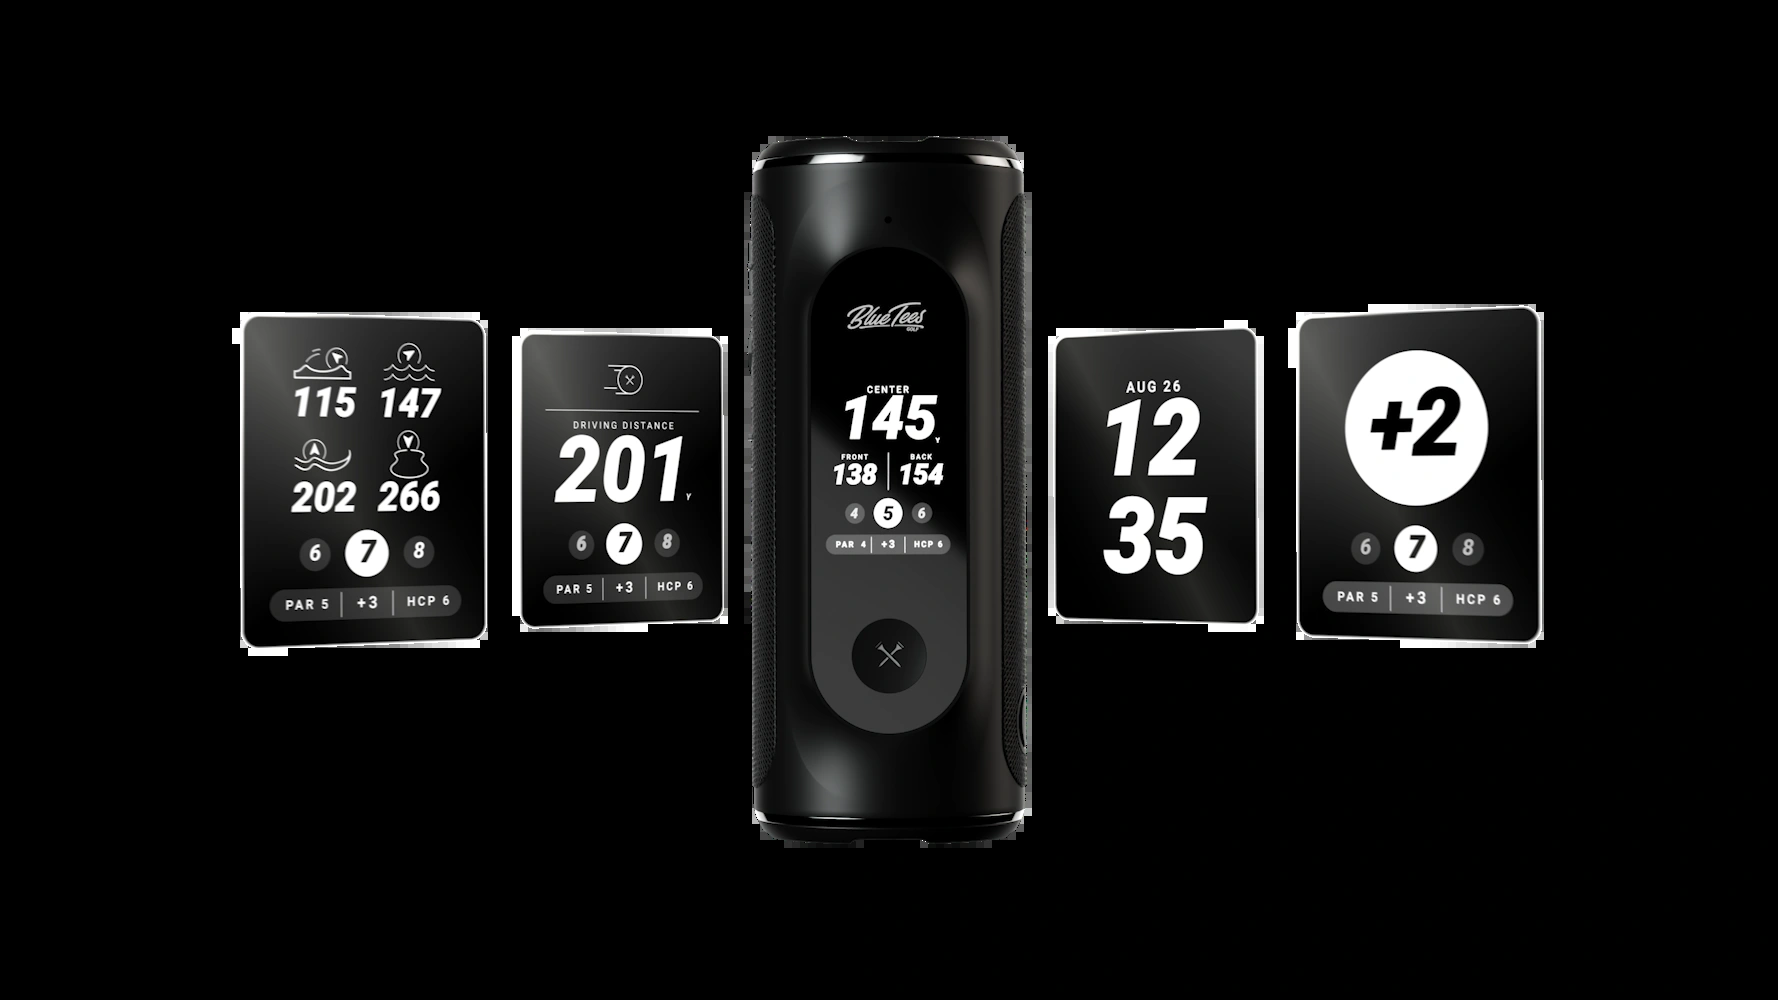 115 147
202 266
6 7 8
PAR 5 | +3 | HCP 6
DRIVING DISTANCE
201 Y
6 7 8
PAR 5 | +3 | HCP 6
Blue Tees
GOLF
CENTER
145 Y
FRONT BACK
138 154
4 5 6
PAR 4 | +3 | HCP 6
AUG 26
12
35
+2
6 7 8
PAR 5 | +3 | HCP 6